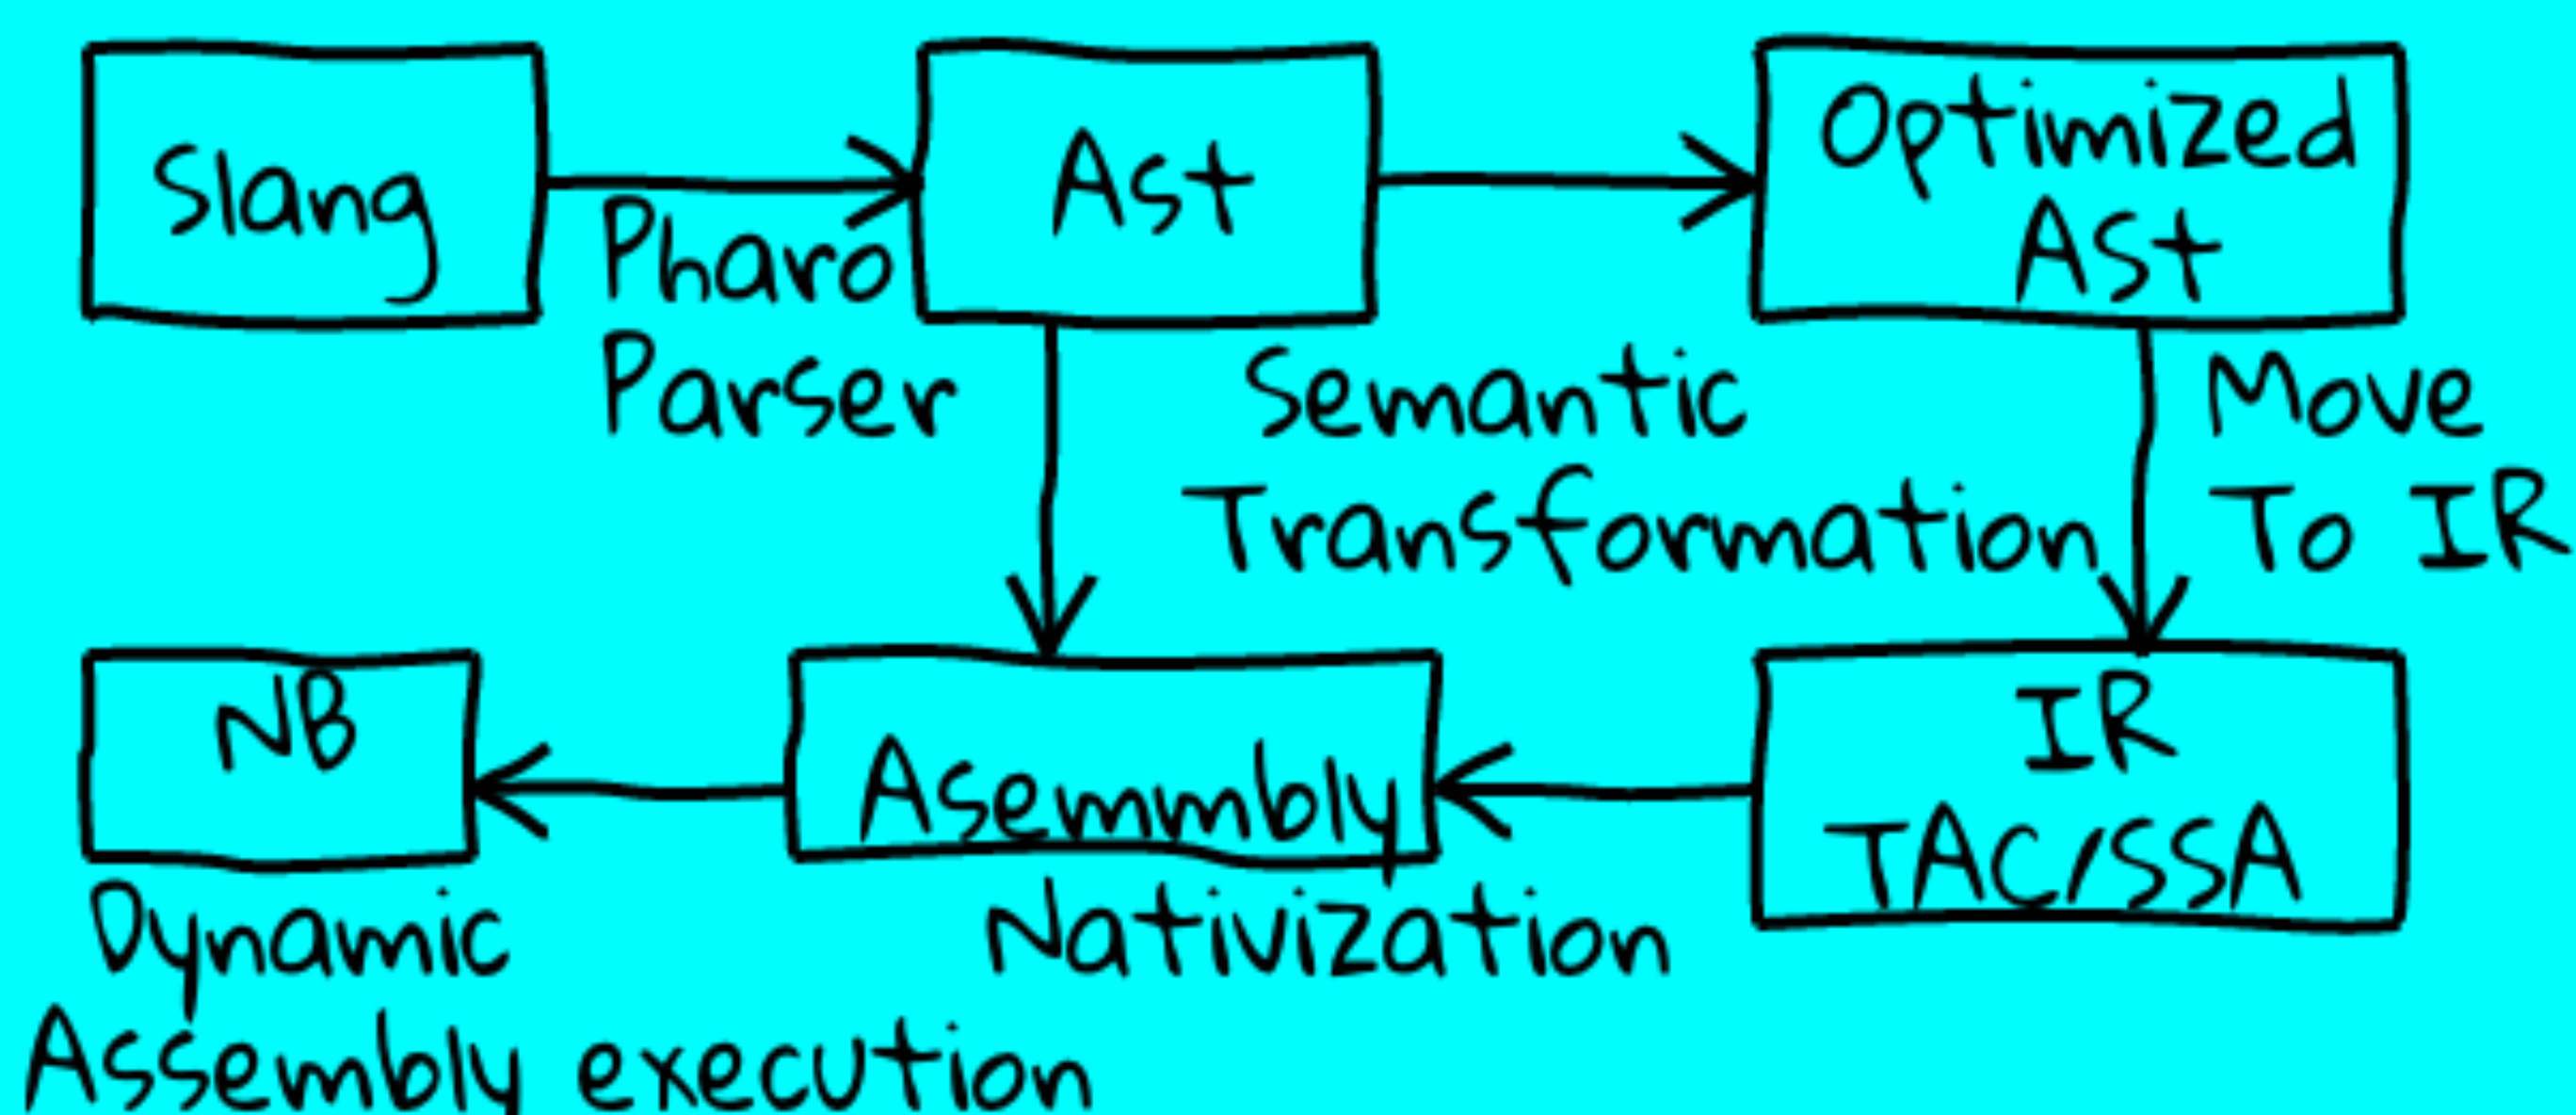 Slang
Pharo
Parser
Ast
Semantic
Transformation
Optimized
Ast
Move
To IR
IR
TAC/SSA
Asemmbly
Nativization
NB
Dynamic
Assembly execution